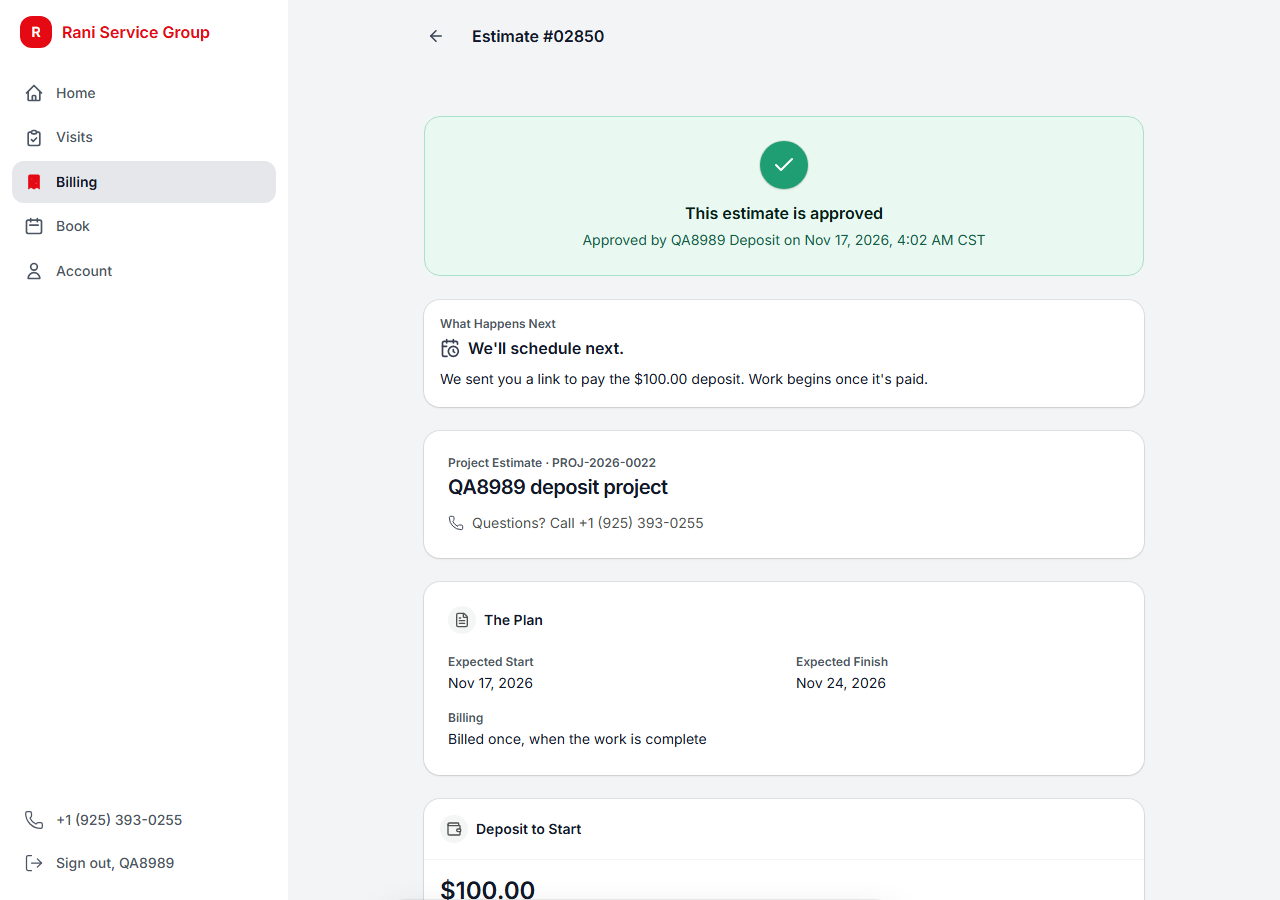 R Rani Service Group
Home
Visits
Billing
Book
Account
+1 (925) 393-0255
Sign out, QA8989
Estimate #02850
This estimate is approved
Approved by QA8989 Deposit on Nov 17, 2026, 4:02 AM CST
What Happens Next
We'll schedule next.
We sent you a link to pay the $100.00 deposit. Work begins once it's paid.
Project Estimate · PROJ-2026-0022
QA8989 deposit project
Questions? Call +1 (925) 393-0255
The Plan
Expected Start
Nov 17, 2026
Expected Finish
Nov 24, 2026
Billing
Billed once, when the work is complete
Deposit to Start
$100.00